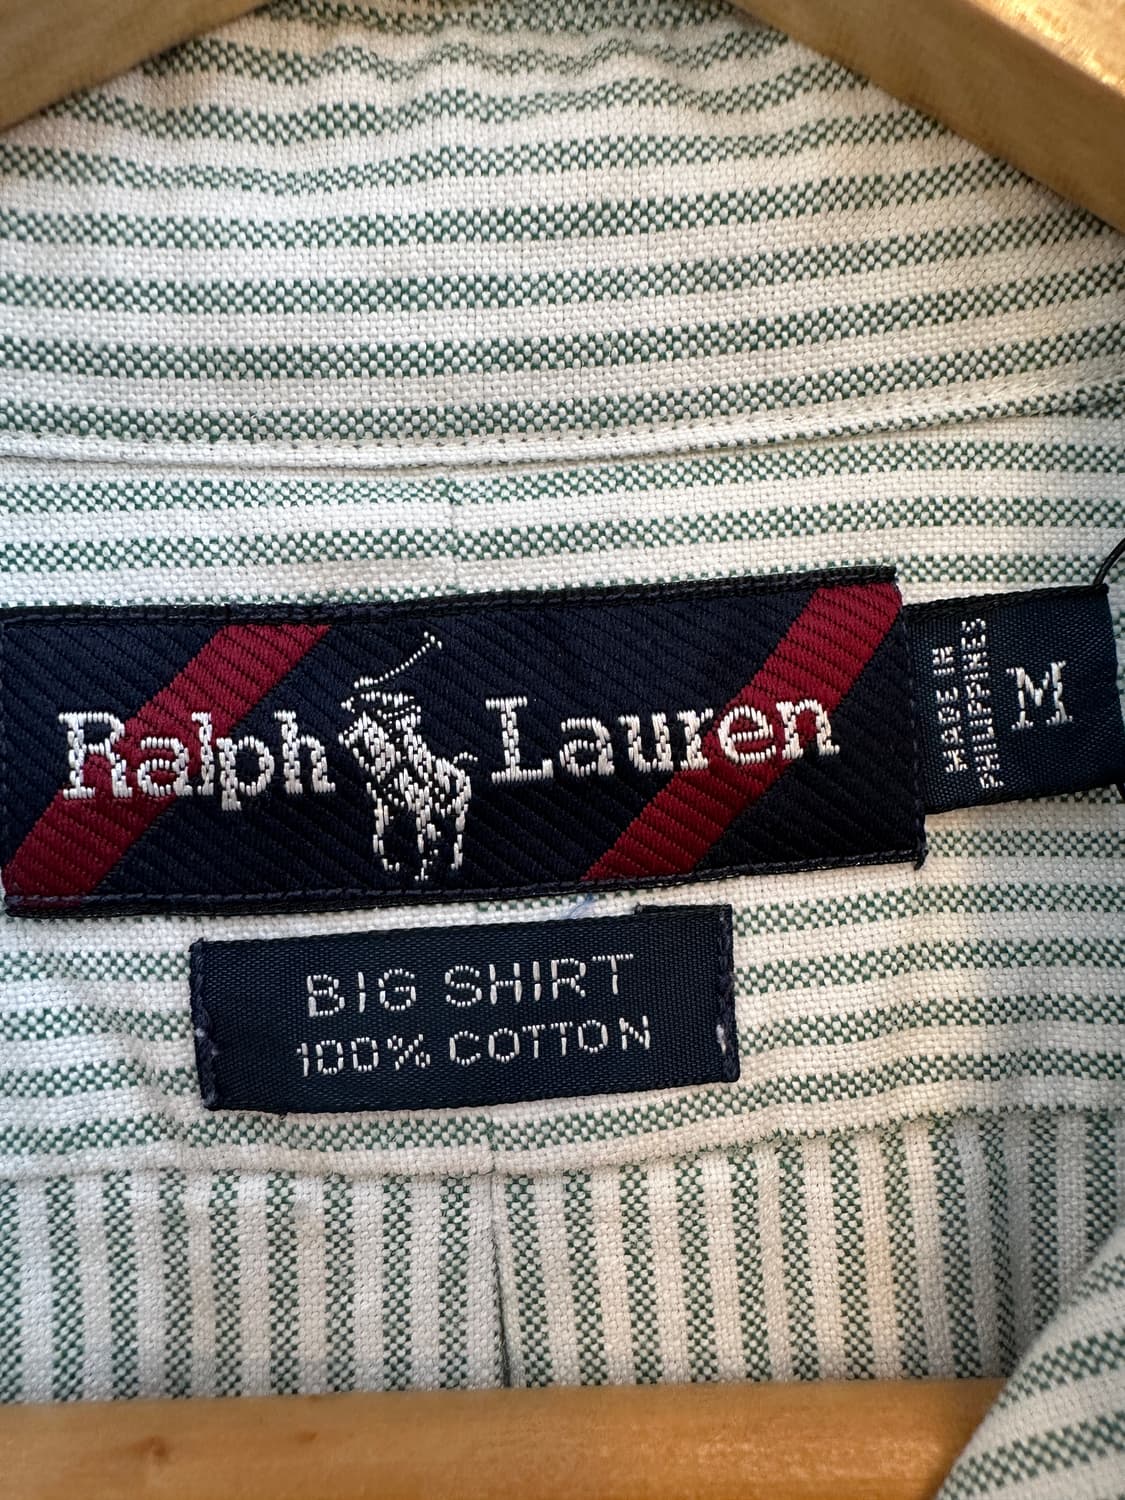 Ralph Lauren
MADE IN
PHILIPPINES
M
BIG SHIRT
100% COTTON